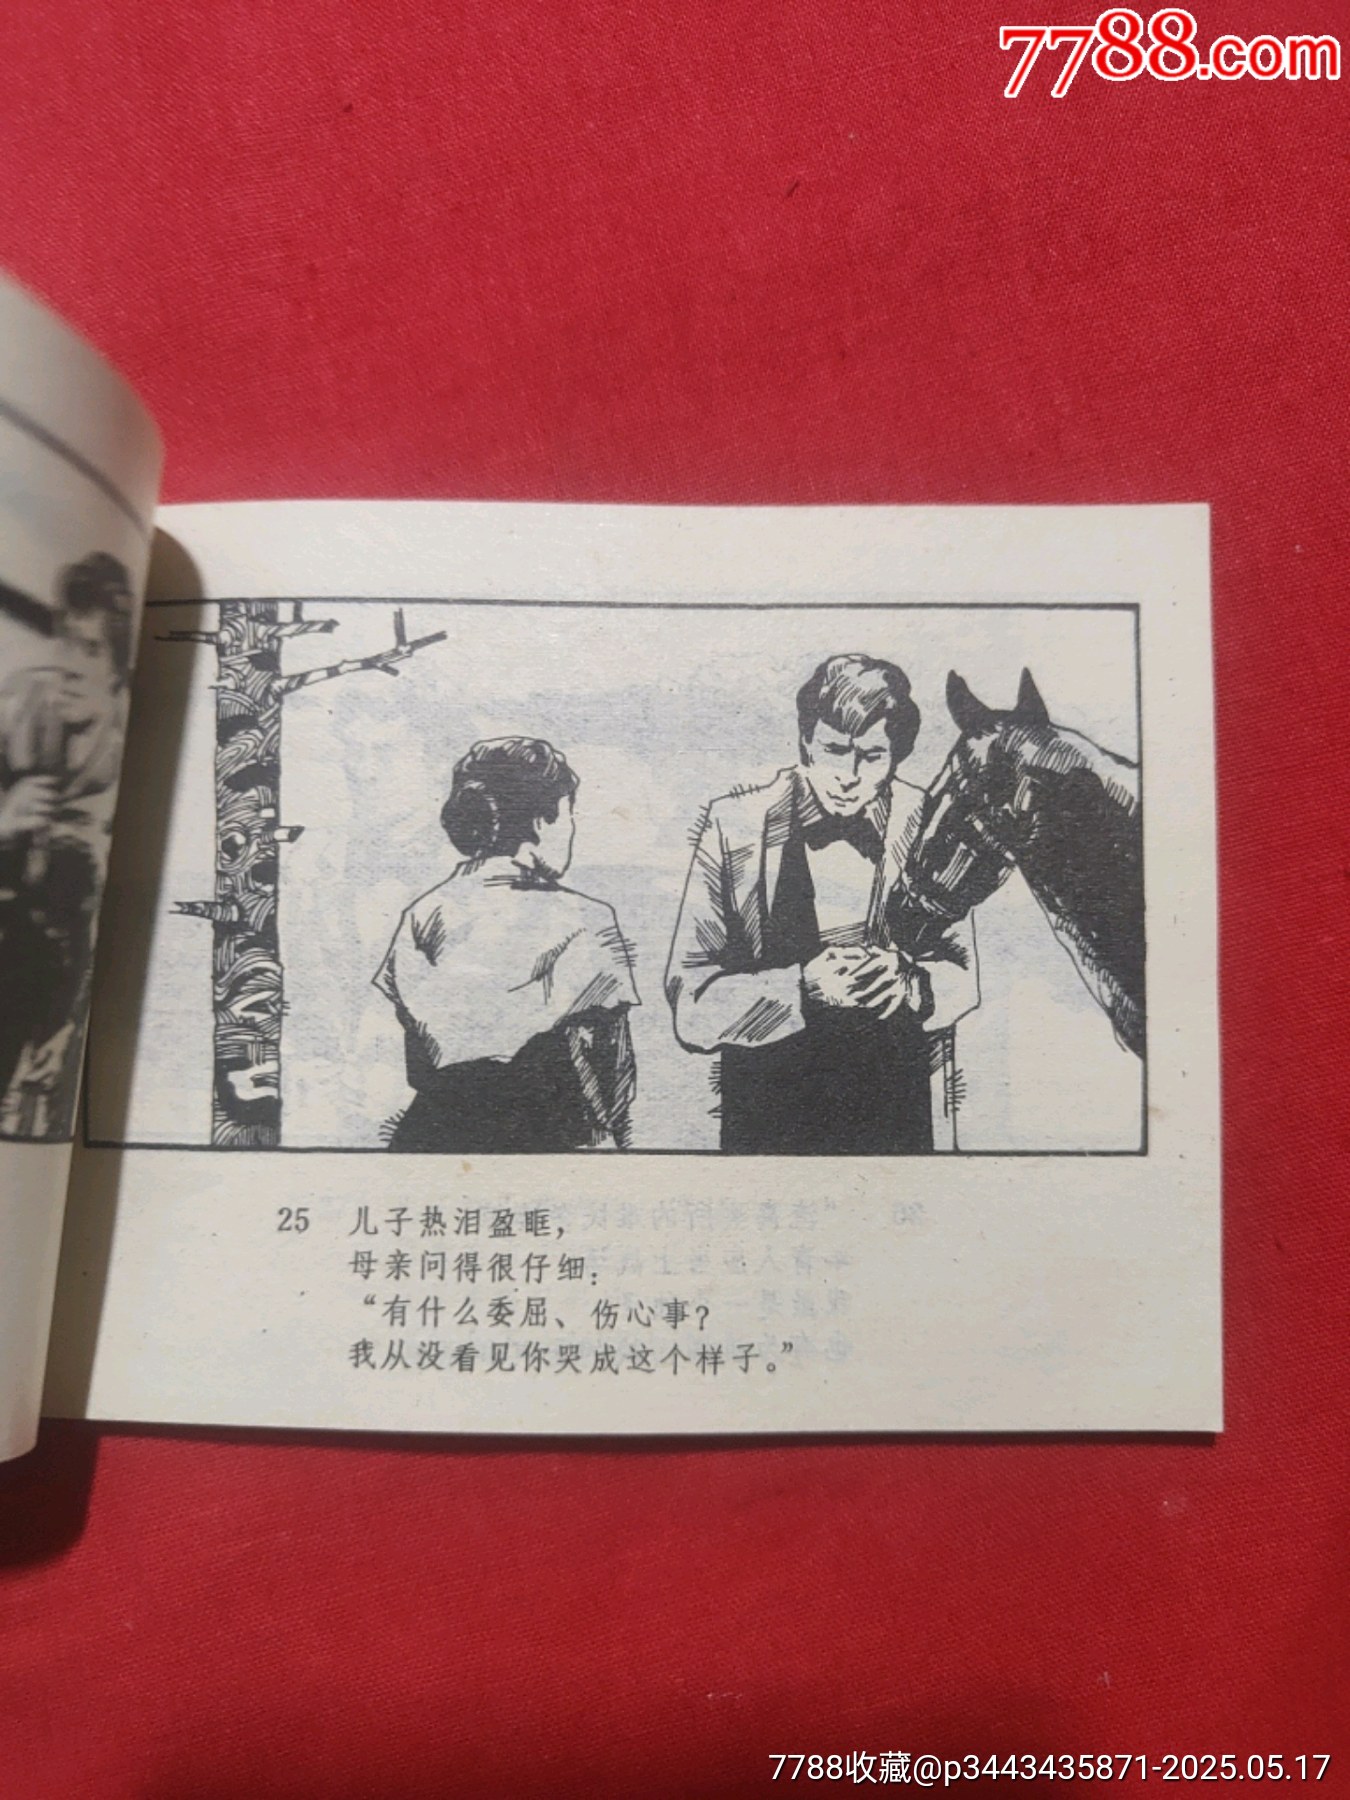 7788.com
25 儿子热泪盈眶，
母亲问得很仔细：
“有什么委屈、伤心事？
我从没看见你哭成这个样子。”
7788收藏@p3443435871-2025.05.17